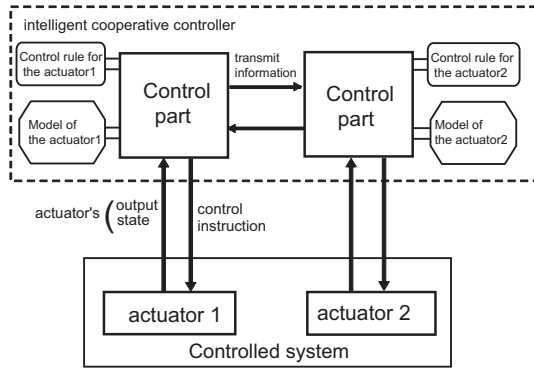 intelligent cooperative controller
Control rule for
the actuator1
Model of
the actuator1
Control
part
transmit
information
Control
part
Control rule for
the actuator2
Model of
the actuator2
actuator's (output
state
control
instruction
actuator 1
actuator 2
Controlled system